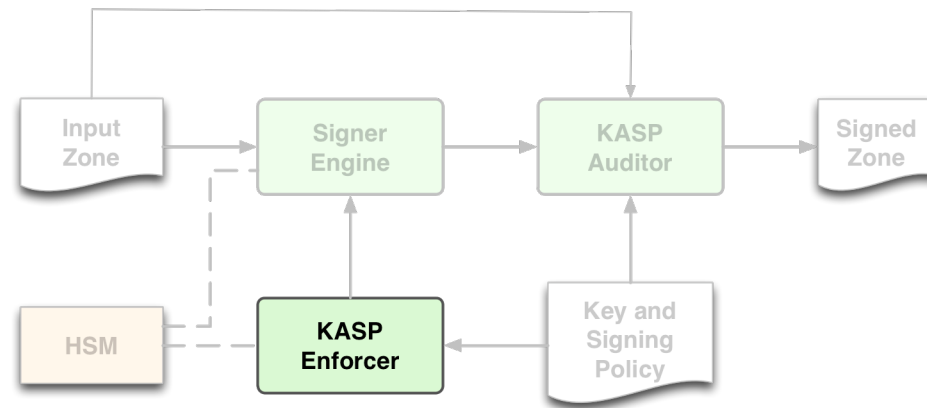 Input
Zone
Signer
Engine
KASP
Auditor
Signed
Zone
HSM
KASP
Enforcer
Key and
Signing
Policy